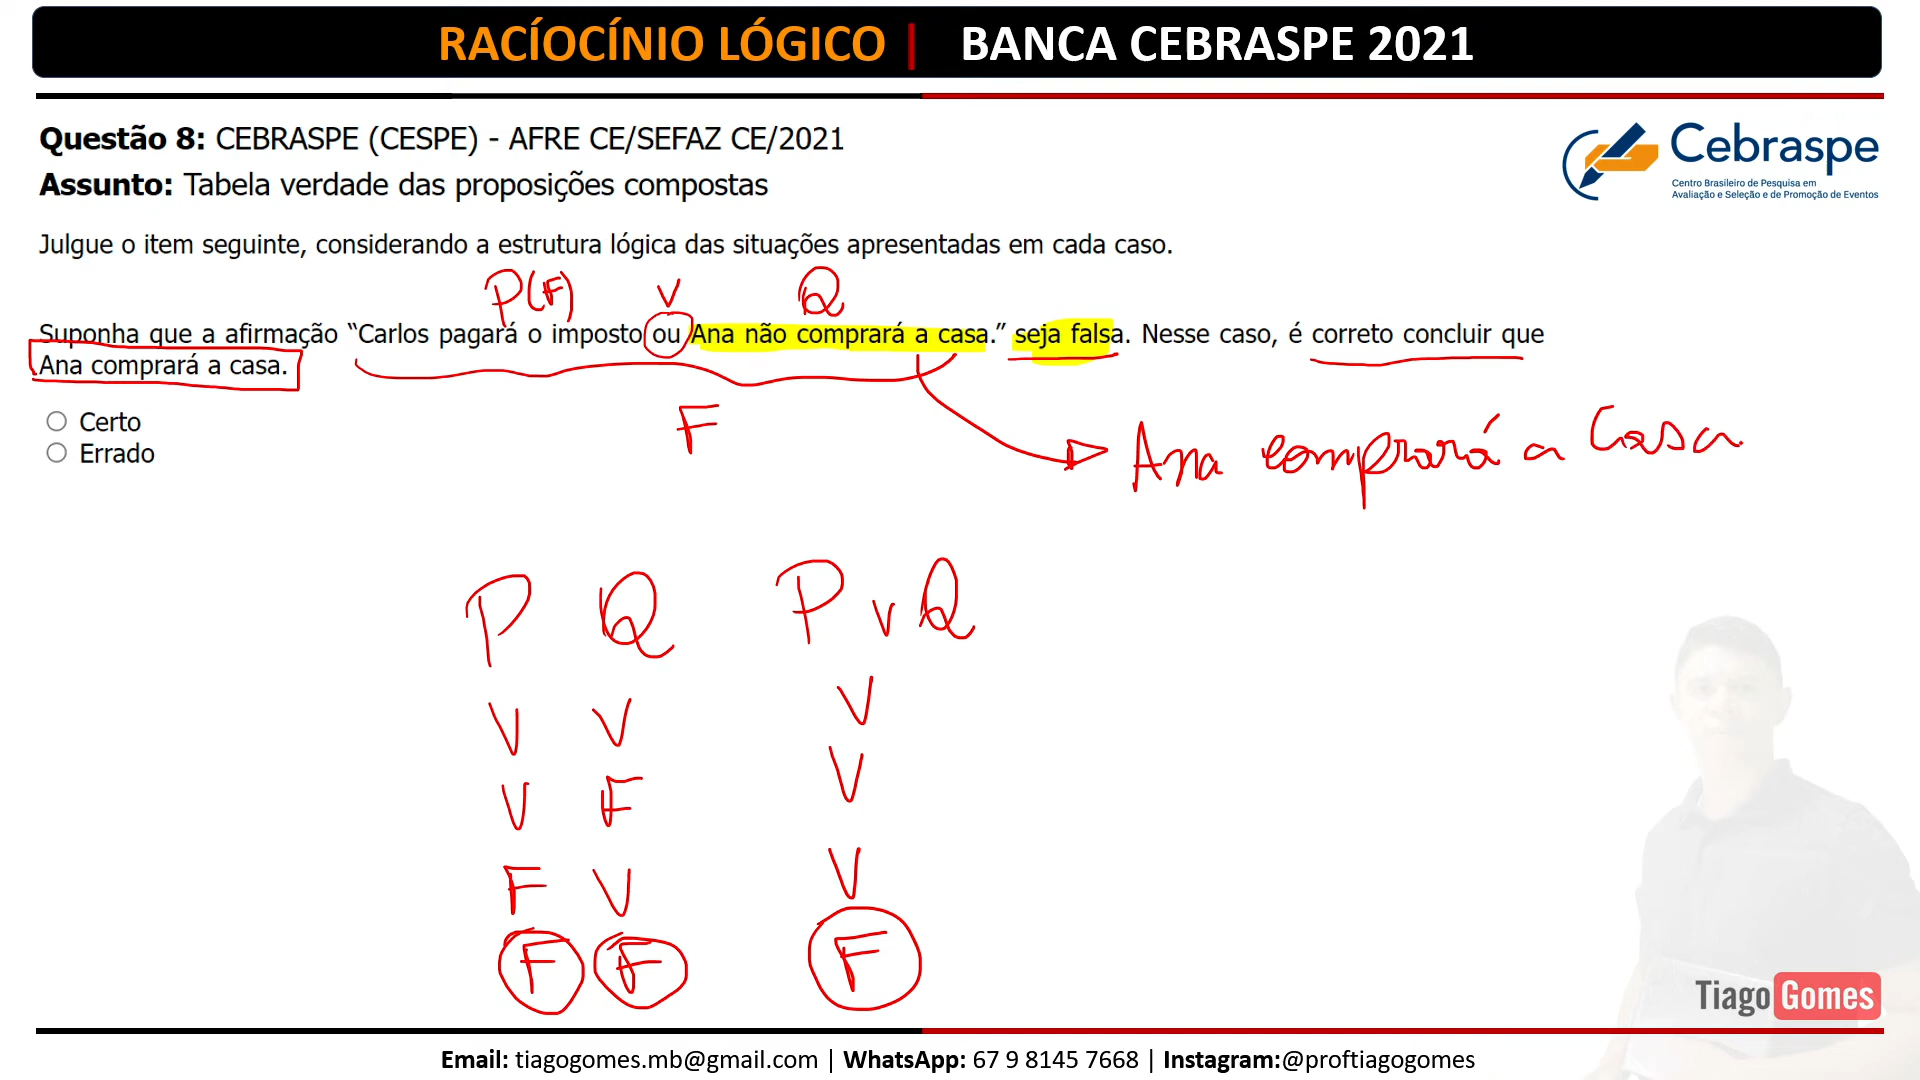 RACÍOCÍNIO LÓGICO | BANCA CEBRASPE 2021
Questão 8: CEBRASPE (CESPE) - AFRE CE/SEFAZ CE/2021
Assunto: Tabela verdade das proposições compostas
Cebraspe
Centro Brasileiro de Pesquisa em
Avaliação e Seleção e de Promoção de Eventos
Julgue o item seguinte, considerando a estrutura lógica das situações apresentadas em cada caso.
P(F) V Q
Suponha que a afirmação “Carlos pagará o imposto ou Ana não comprará a casa.” seja falsa. Nesse caso, é correto concluir que
Ana comprará a casa.
Certo
Errado
F
Ana comprará a Casa
P Q P v Q
V V V
V F V
F V V
F F F
Tiago Gomes
Email: tiagogomes.mb@gmail.com | WhatsApp: 67 9 8145 7668 | Instagram:@proftiagogomes